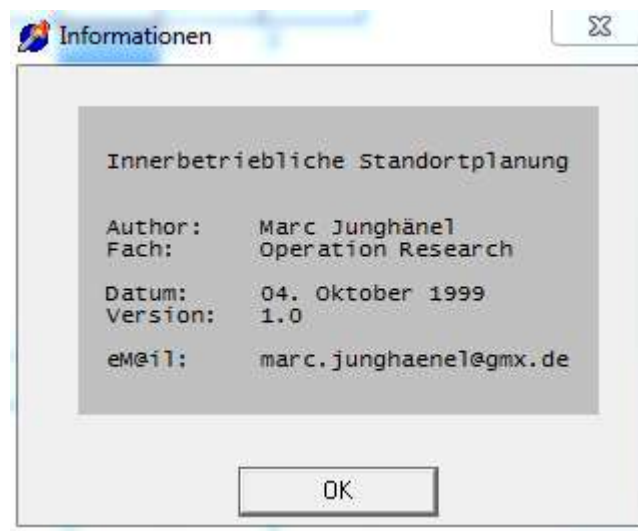 Informationen
Innerbetriebliche Standortplanung
Author: Marc Junghänel
Fach: Operation Research
Datum: 04. Oktober 1999
Version: 1.0
eM@il: marc.junghaenel@gmx.de
OK